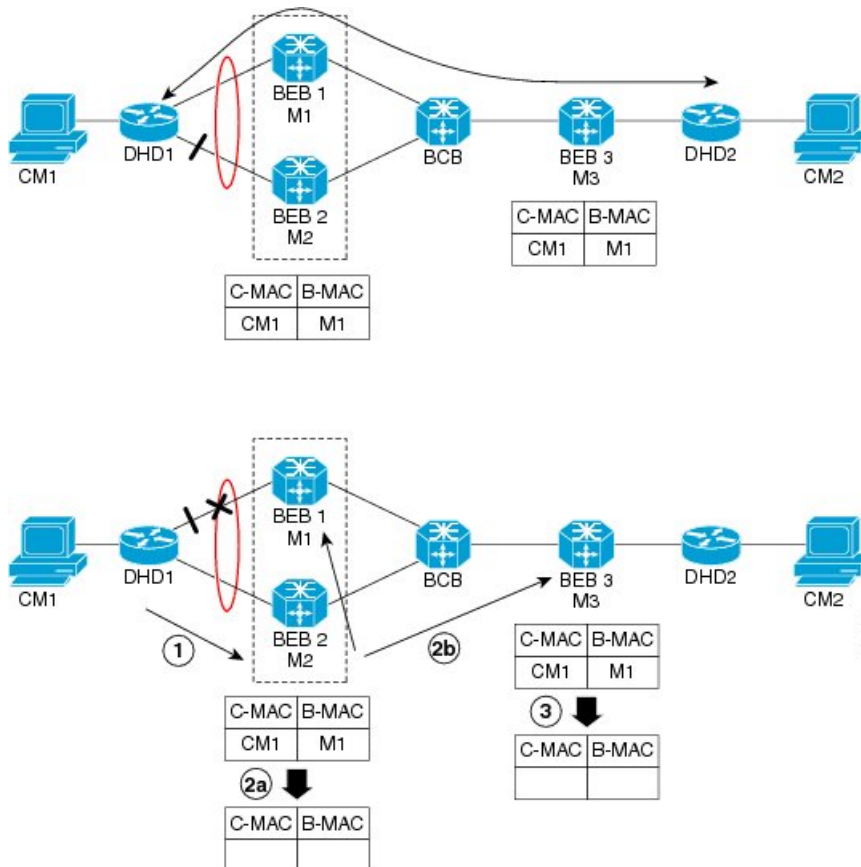 BEB 1
M1
CM1
DHD1
BCB
BEB 3
M3
DHD2
CM2
BEB 2
M2
C-MAC B-MAC
CM1 M1
C-MAC B-MAC
CM1 M1
BEB 1
M1
CM1
DHD1
BCB
BEB 3
M3
DHD2
CM2
1
BEB 2
M2
2b
C-MAC B-MAC
CM1 M1
C-MAC B-MAC
CM1 M1
3
2a
C-MAC B-MAC
C-MAC B-MAC